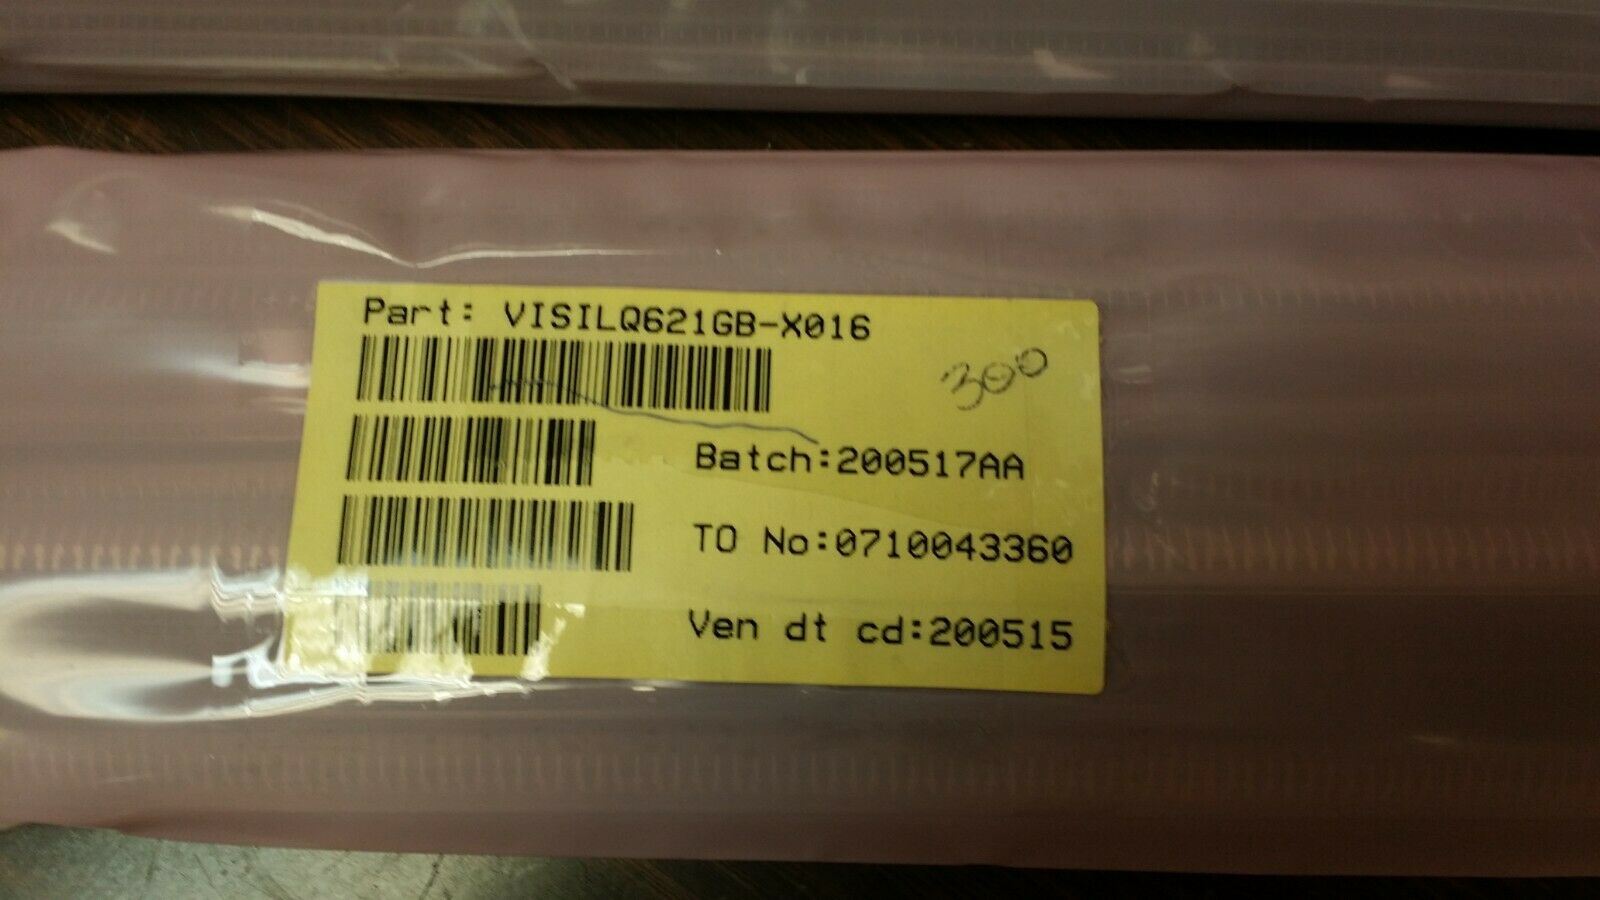 Part: VISILQ621GB-X016
300
Batch:200517AA
TO No:0710043360
Ven dt cd:200515